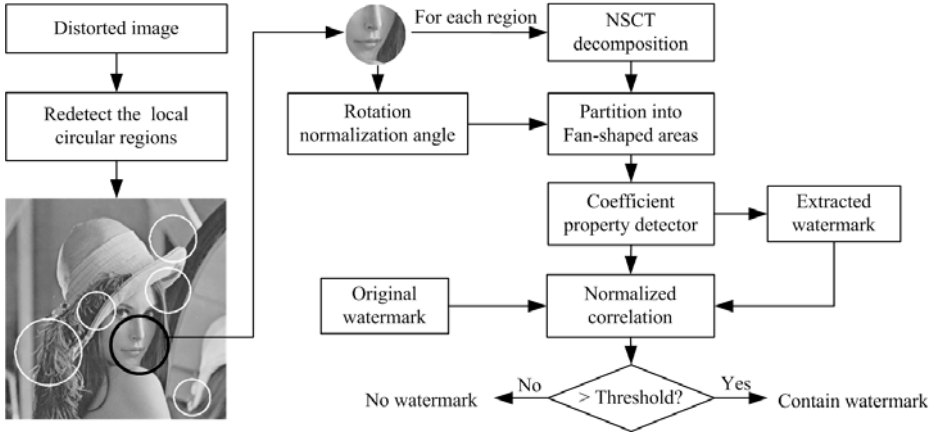 Distorted image
Redetect the local
circular regions
For each region
NSCT
decomposition
Rotation
normalization angle
Partition into
Fan-shaped areas
Coefficient
property detector
Extracted
watermark
Original
watermark
Normalized
correlation
> Threshold?
No
No watermark
Yes
Contain watermark